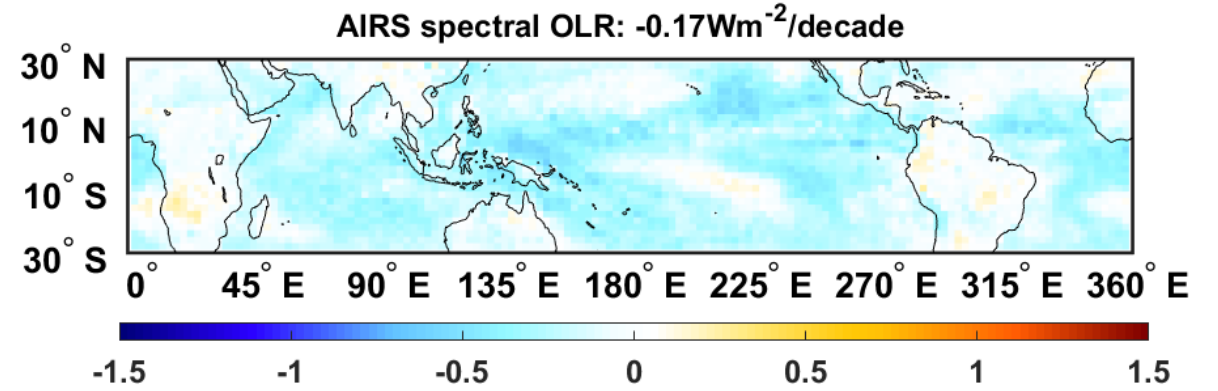 AIRS spectral OLR: -0.17Wm⁻²/decade
30° N
10° N
10° S
30° S
0° 45° E 90° E 135° E 180° E 225° E 270° E 315° E 360° E
-1.5 -1 -0.5 0 0.5 1 1.5